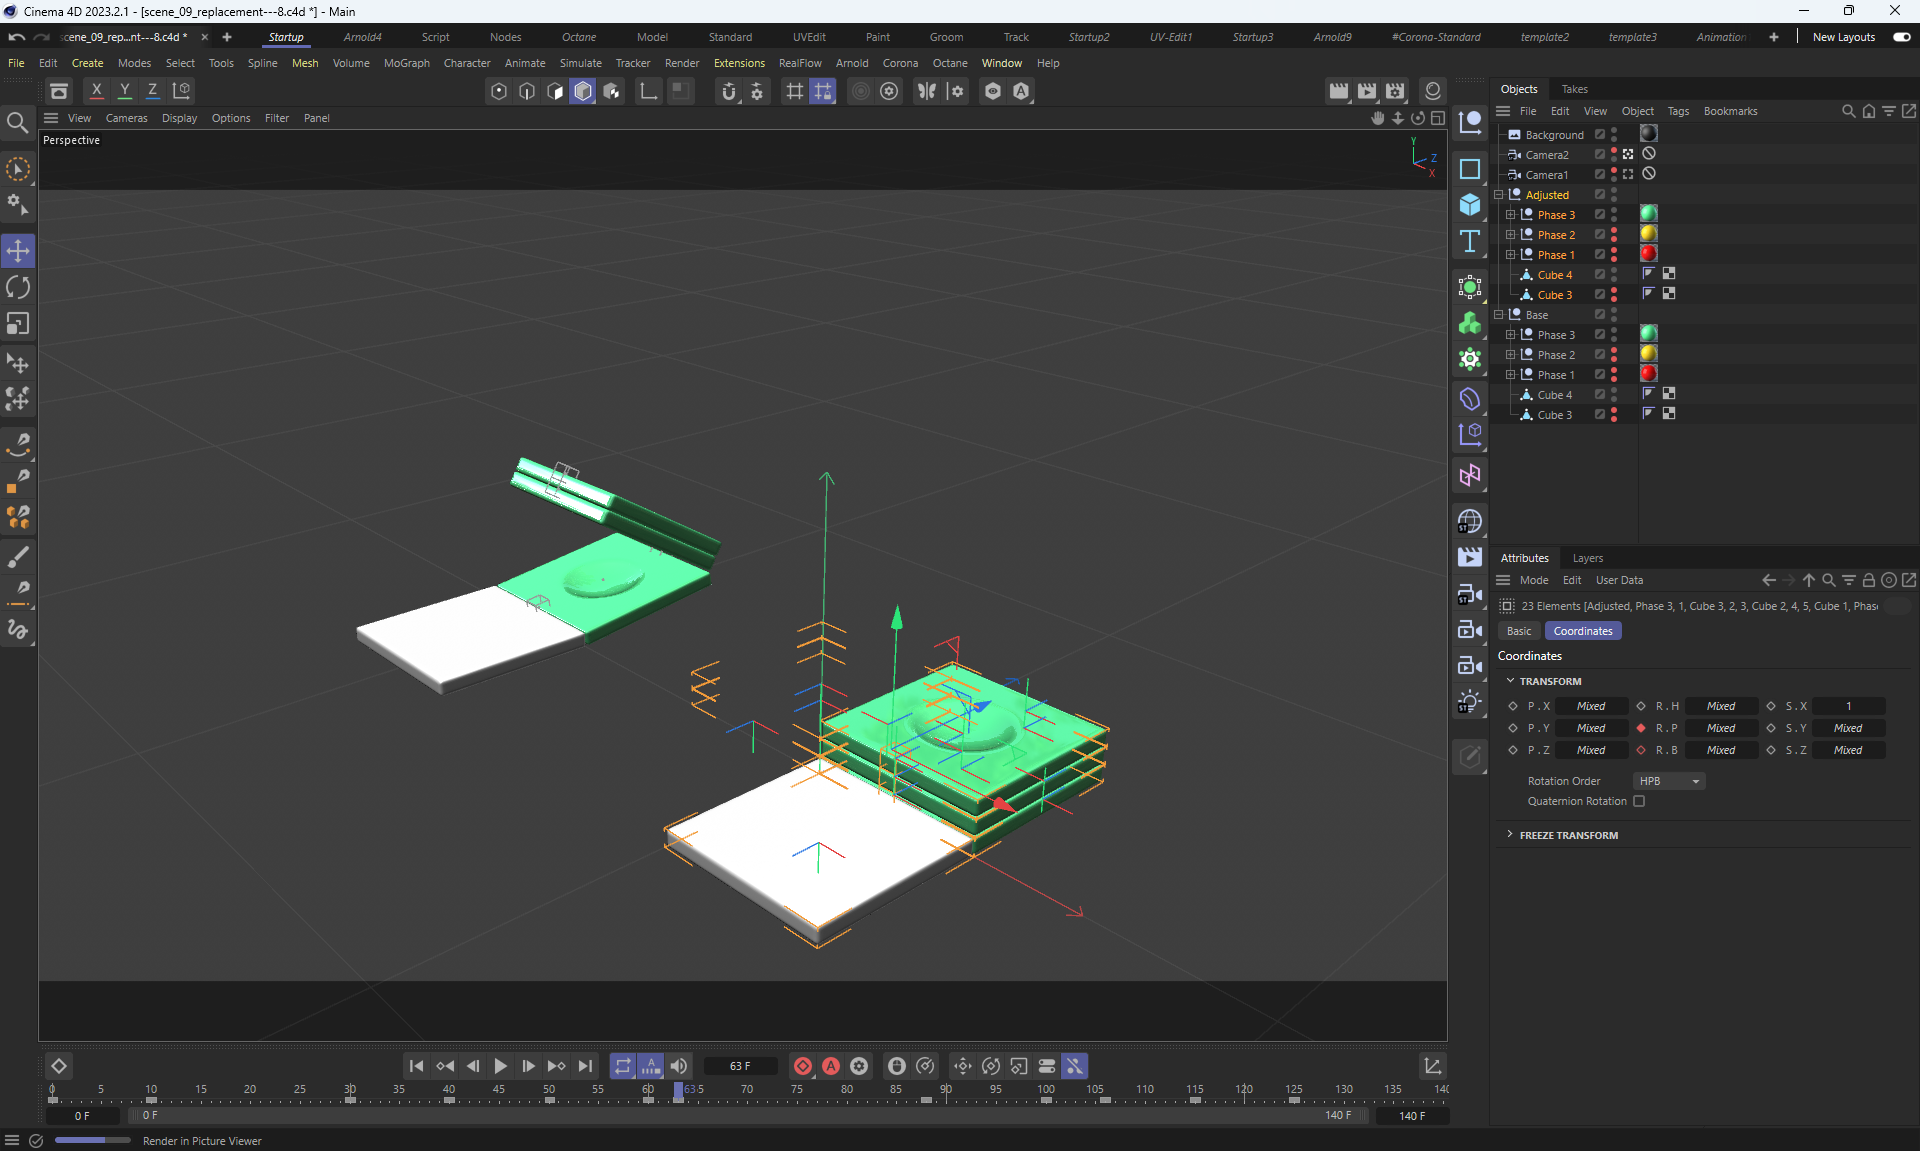 Cinema 4D 2023.2.1 - [scene_09_replacement---8.c4d *] - Main
cene_09_rep...nt---8.c4d * Startup Arnold4 Script Nodes Octane Model Standard UVEdit Paint Groom Track Startup2 UV-Edit1 Startup3 Arnold9 #Corona-Standard template2 template3 Animation New Layouts
File Edit Create Modes Select Tools Spline Mesh Volume MoGraph Character Animate Simulate Tracker Render Extensions RealFlow Arnold Corona Octane Window Help
X Y Z
Objects Takes
View Cameras Display Options Filter Panel
File Edit View Object Tags Bookmarks
Perspective
Y
Z
X
Background
Camera2
Camera1
Adjusted
Phase 3
Phase 2
Phase 1
Cube 4
Cube 3
Base
Phase 3
Phase 2
Phase 1
Cube 4
Cube 3
Attributes Layers
Mode Edit User Data
23 Elements [Adjusted, Phase 3, 1, Cube 3, 2, 3, Cube 2, 4, 5, Cube 1, Phas
Basic Coordinates
Coordinates
TRANSFORM
P . X Mixed R . H Mixed S . X 1
P . Y Mixed R . P Mixed S . Y Mixed
P . Z Mixed R . B Mixed S . Z Mixed
Rotation Order HPB
Quaternion Rotation
FREEZE TRANSFORM
63 F
0 5 10 15 20 25 30 35 40 45 50 55 60 63 5 70 75 80 85 90 95 100 105 110 115 120 125 130 135 140
0 F 0 F 140 F 140 F
Render in Picture Viewer